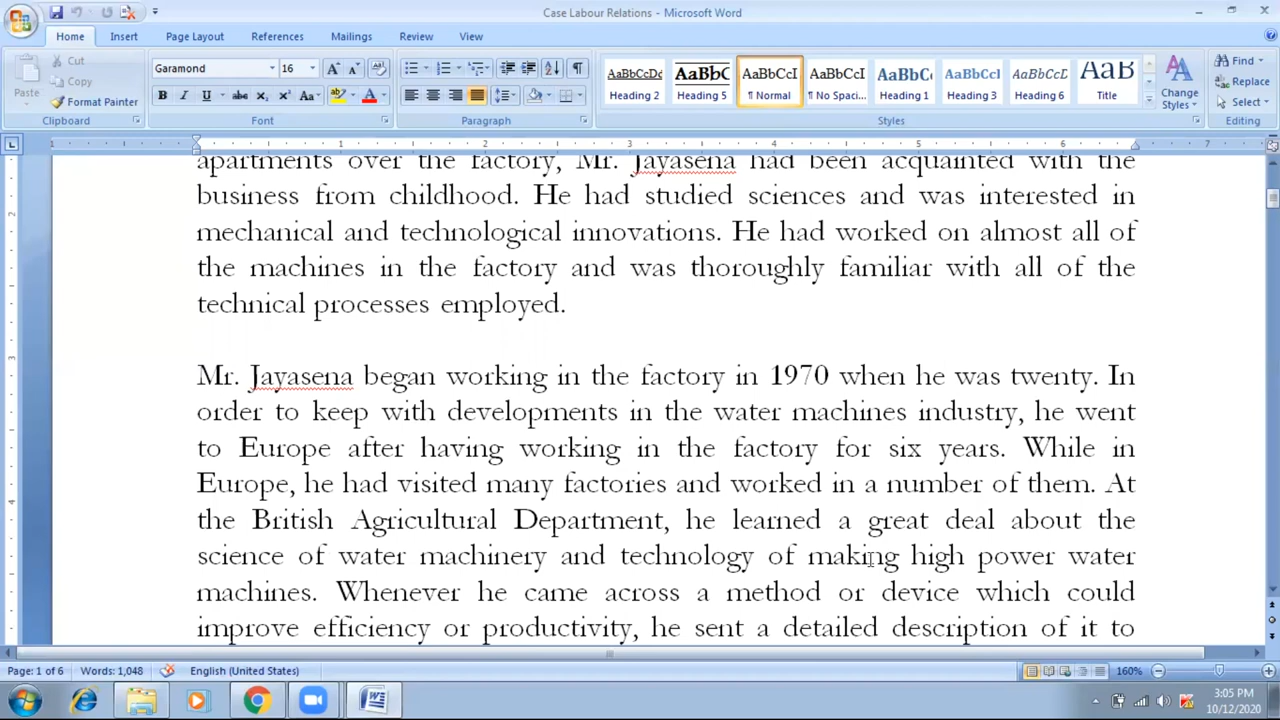 Case Labour Relations - Microsoft Word
Home Insert Page Layout References Mailings Review View
Paste
Cut
Copy
Format Painter
Clipboard
Garamond 16
Font
Paragraph
AaBbCcDc AaBbC AaBbCcI AaBbCcI AaBbC AaBbCcI AaBbCcD AaB
Heading 2 Heading 5 ¶ Normal ¶ No Spaci... Heading 1 Heading 3 Heading 6 Title
Change Styles
Styles
Find
Replace
Select
Editing
1 1 2 3 4 5 6 7
apartments over the factory, Mr. Jayasena had been acquainted with the
business from childhood. He had studied sciences and was interested in
mechanical and technological innovations. He had worked on almost all of
the machines in the factory and was thoroughly familiar with all of the
technical processes employed.
Mr. Jayasena began working in the factory in 1970 when he was twenty. In
order to keep with developments in the water machines industry, he went
to Europe after having working in the factory for six years. While in
Europe, he had visited many factories and worked in a number of them. At
the British Agricultural Department, he learned a great deal about the
science of water machinery and technology of making high power water
machines. Whenever he came across a method or device which could
improve efficiency or productivity, he sent a detailed description of it to
Page: 1 of 6 Words: 1,048 English (United States) 160%
3:05 PM
10/12/2020